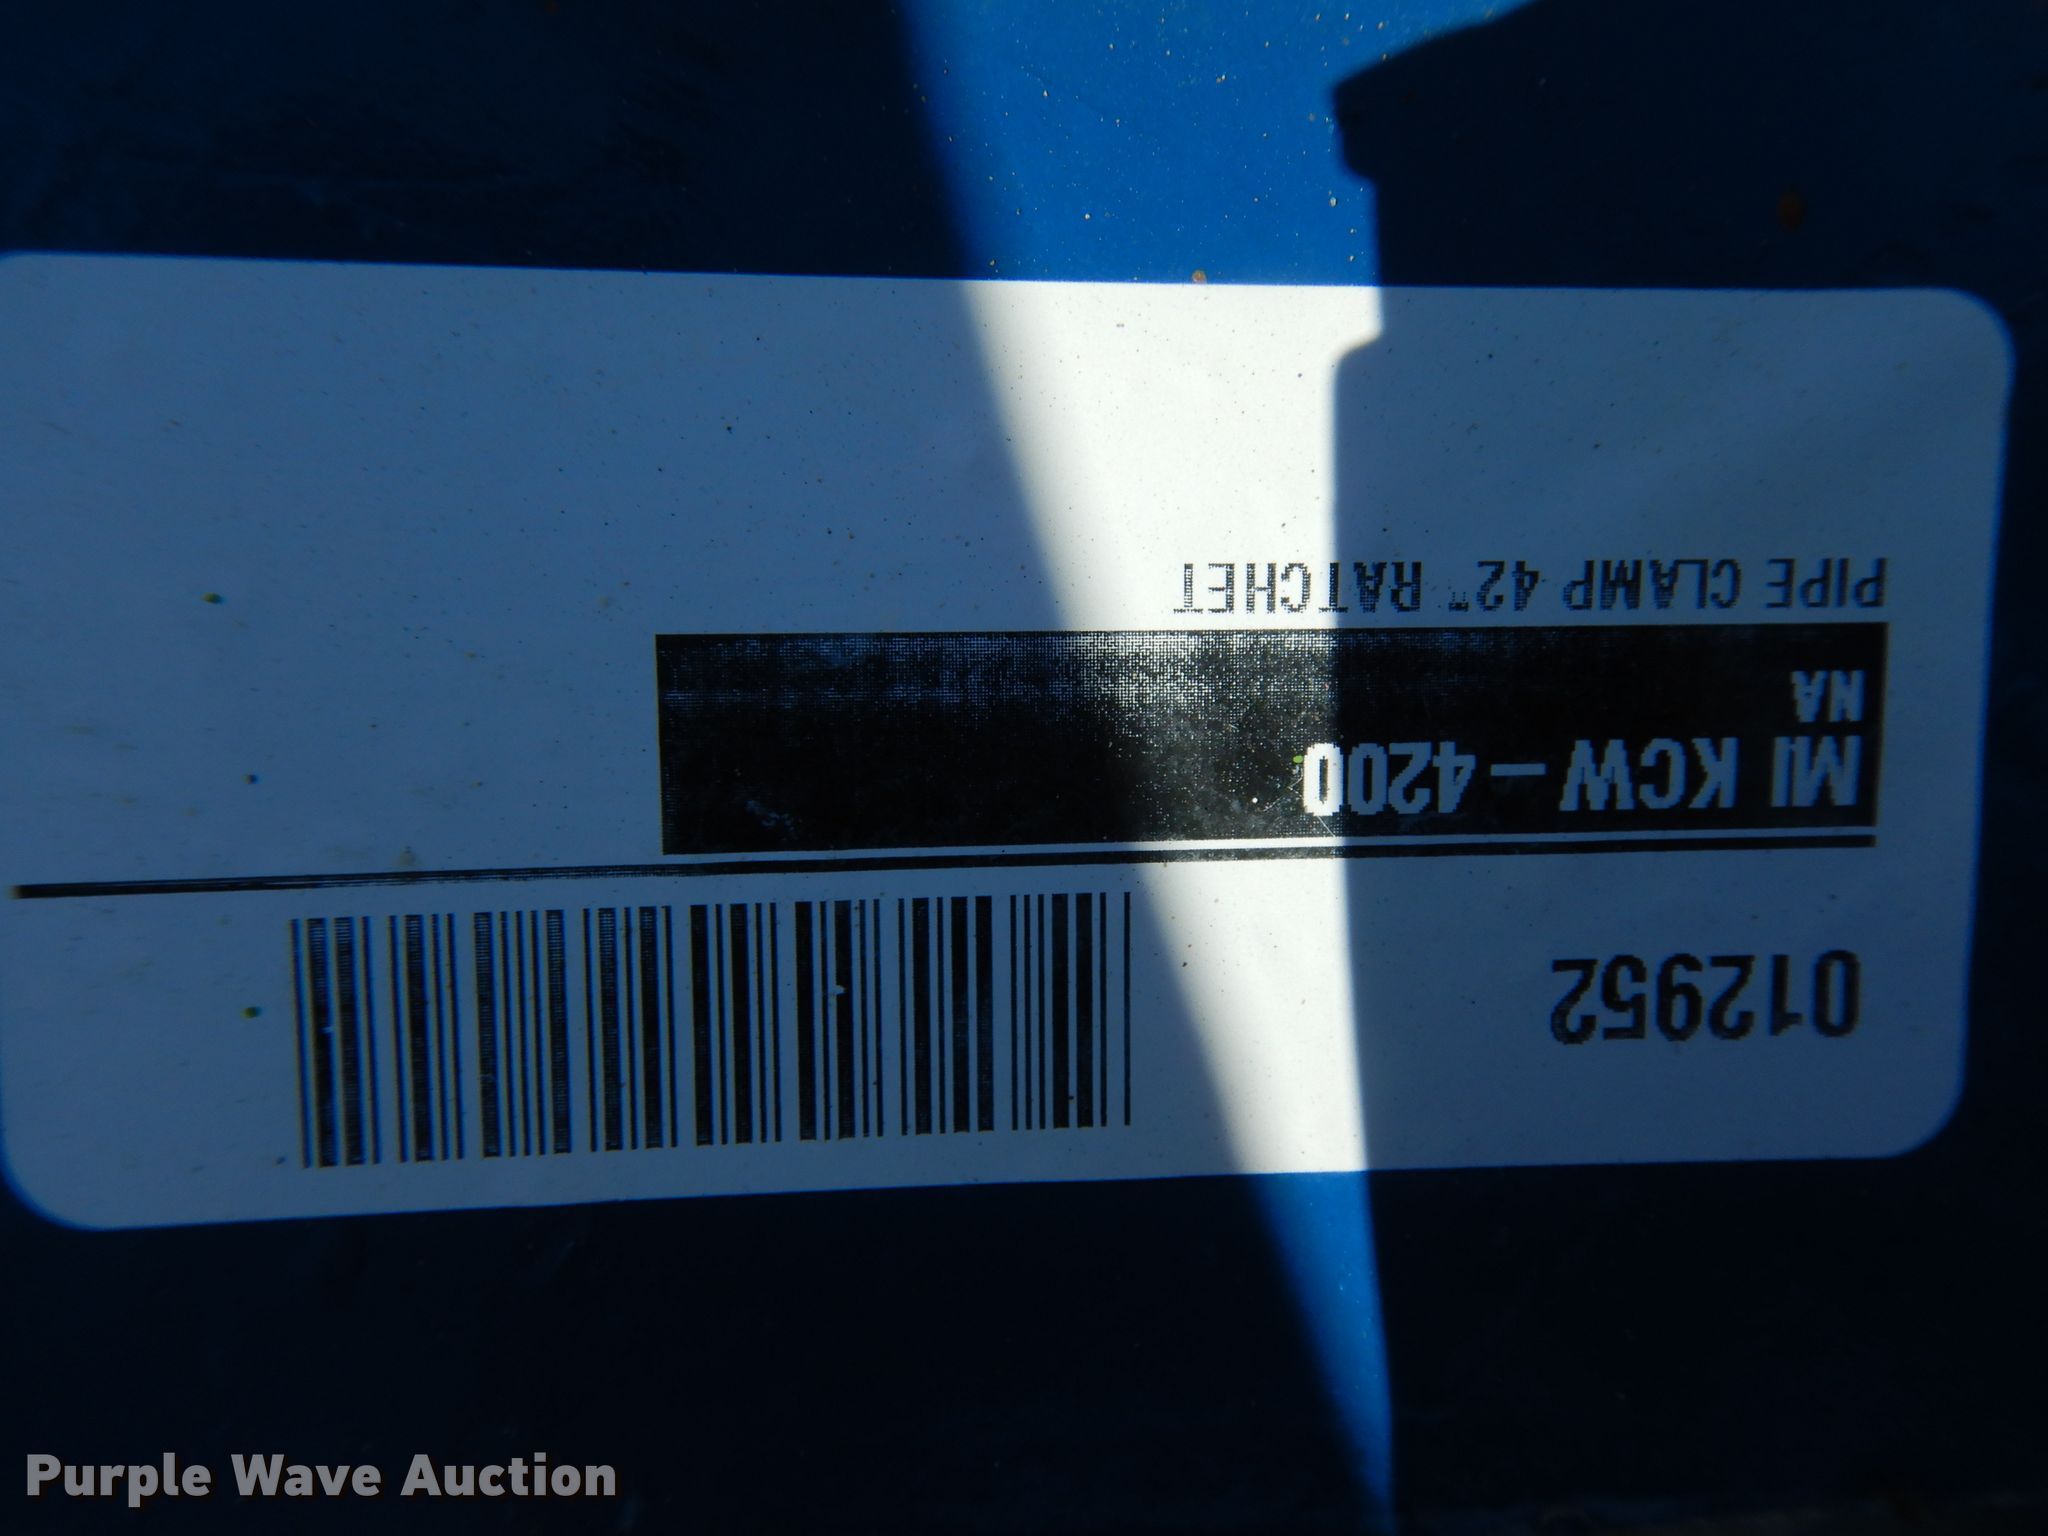 012952
MI KCW-4200
NA
PIPE CLAMP 42" RATCHET
Purple Wave Auction